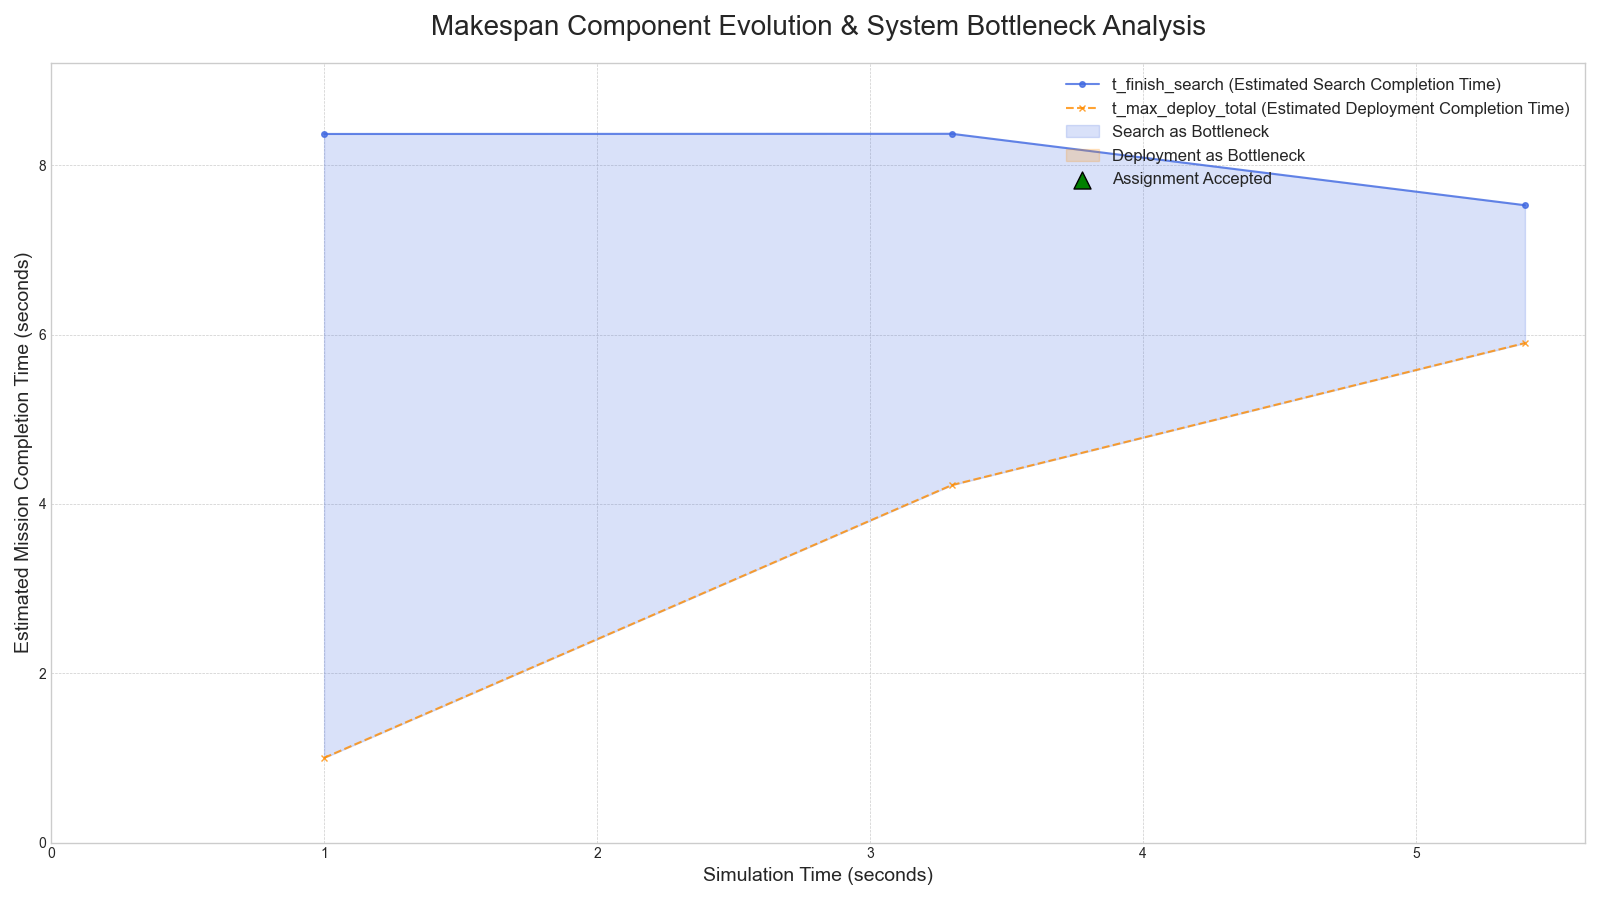 Makespan Component Evolution & System Bottleneck Analysis
t_finish_search (Estimated Search Completion Time)
t_max_deploy_total (Estimated Deployment Completion Time)
Search as Bottleneck
Deployment as Bottleneck
Assignment Accepted
Estimated Mission Completion Time (seconds)
8
6
4
2
0
0 1 2 3 4 5
Simulation Time (seconds)